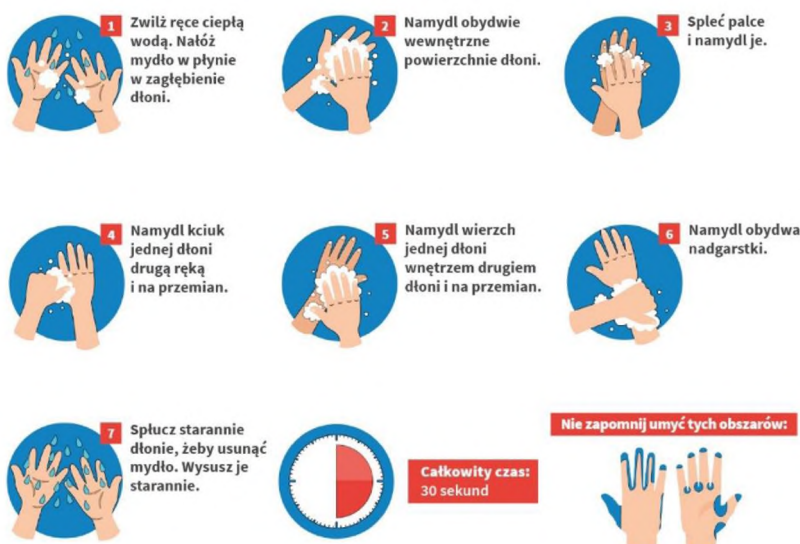 1
Zwilż ręce ciepłą
wodą. Nałóż
mydło w płynie
w zagłębienie
dłoni.
2
Namydl obydwie
wewnętrzne
powierzchnie dłoni.
3
Spleć palce
i namydl je.
4
Namydl kciuk
jednej dłoni
drugą ręką
i na przemian.
5
Namydl wierzch
jednej dłoni
wnętrzem drugiem
dłoni i na przemian.
6
Namydl obydwa
nadgarstki.
7
Spłucz starannie
dłonie, żeby usunąć
mydło. Wysusz je
starannie.
Całkowity czas:
30 sekund
Nie zapomnij umyć tych obszarów: